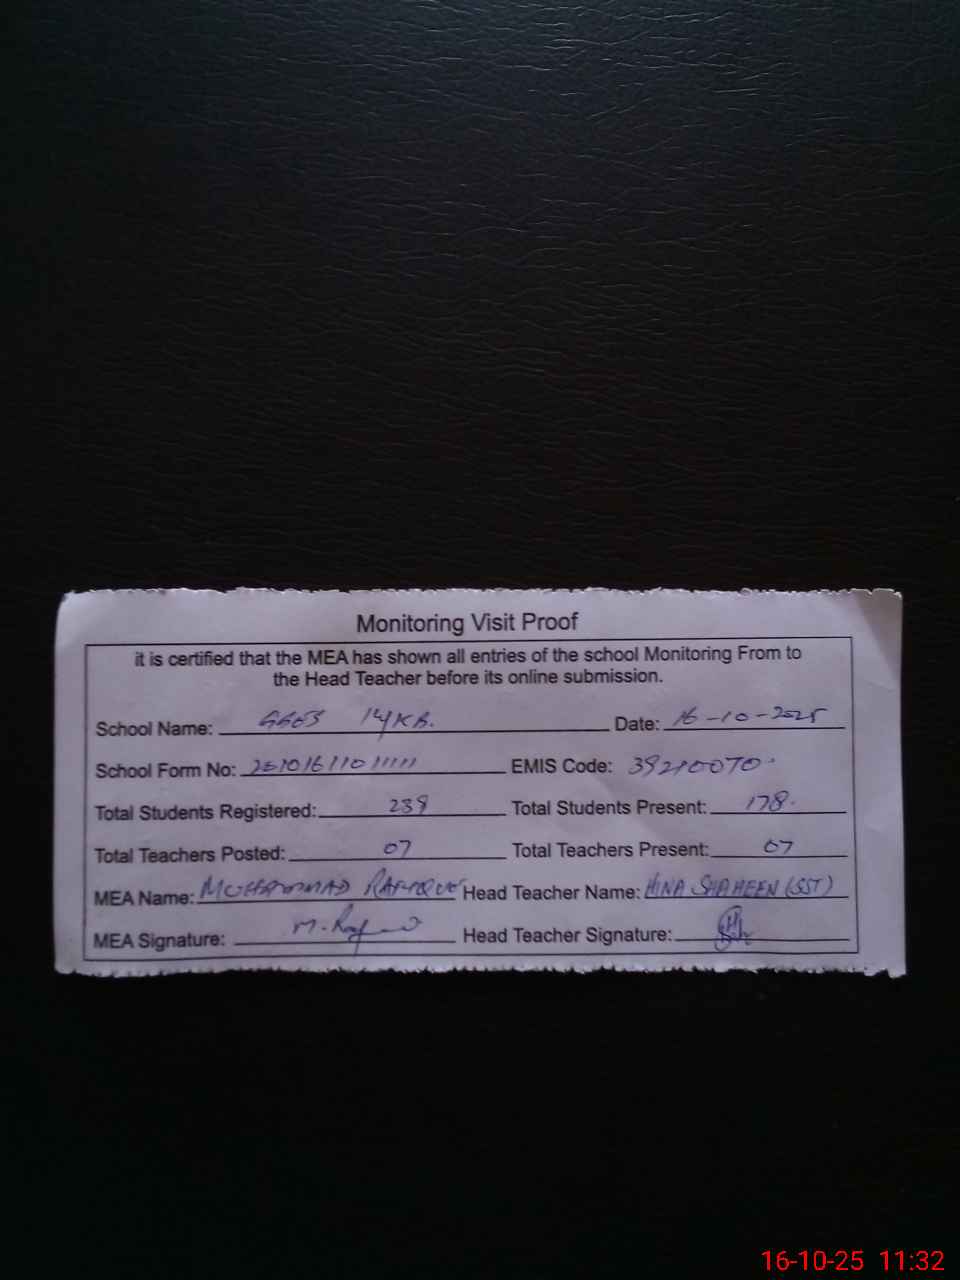 Monitoring Visit Proof
it is certified that the MEA has shown all entries of the school Monitoring From to
the Head Teacher before its online submission.
School Name: GGES 14/KB. Date: 16-10-2025
School Form No: EMIS Code: 39210070
Total Students Registered: 239 Total Students Present: 178.
Total Teachers Posted: 07 Total Teachers Present: 07
MEA Name: MUHAMMAD Head Teacher Name: HINA SHAHEEN (SST)
MEA Signature: Head Teacher Signature:
16-10-25 11:32